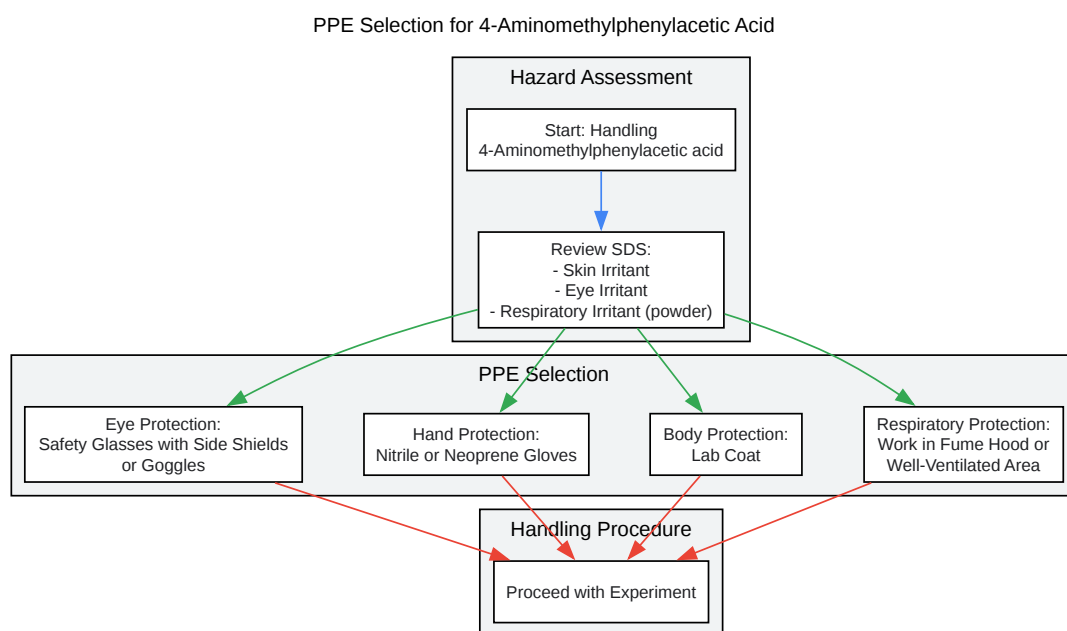 PPE Selection for 4-Aminomethylphenylacetic Acid
Hazard Assessment
Start: Handling
4-Aminomethylphenylacetic acid
Review SDS:
- Skin Irritant
- Eye Irritant
- Respiratory Irritant (powder)
PPE Selection
Eye Protection:
Safety Glasses with Side Shields
or Goggles
Hand Protection:
Nitrile or Neoprene Gloves
Body Protection:
Lab Coat
Respiratory Protection:
Work in Fume Hood or
Well-Ventilated Area
Handling Procedure
Proceed with Experiment